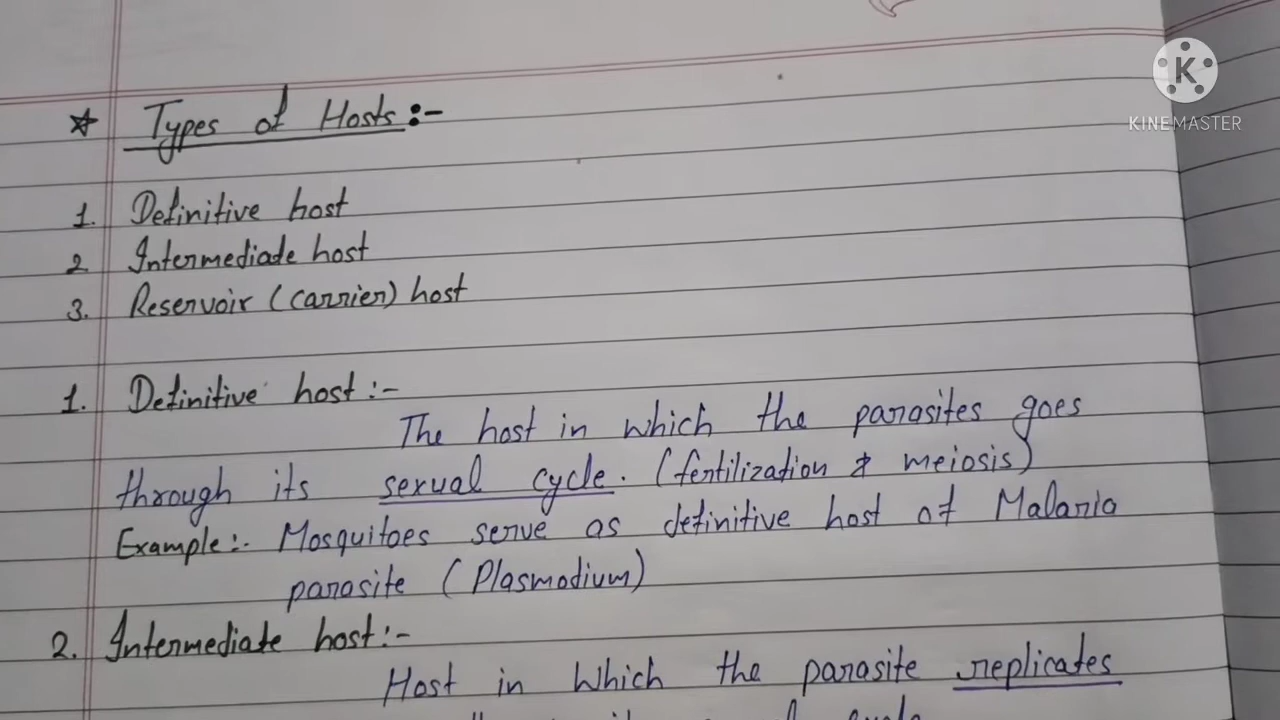 KINEMASTER
* Types of Hosts :-
1. Definitive host
2 Intermediate host
3. Reservoir (carrier) host
1. Definitive host :-
The host in which the parasites goes
through its sexual cycle. (fertilization & meiosis)
Example:- Mosquitoes serve as definitive host of Malaria
parasite (Plasmodium)
2. Intermediate host :-
Host in which the parasite replicates
cycle